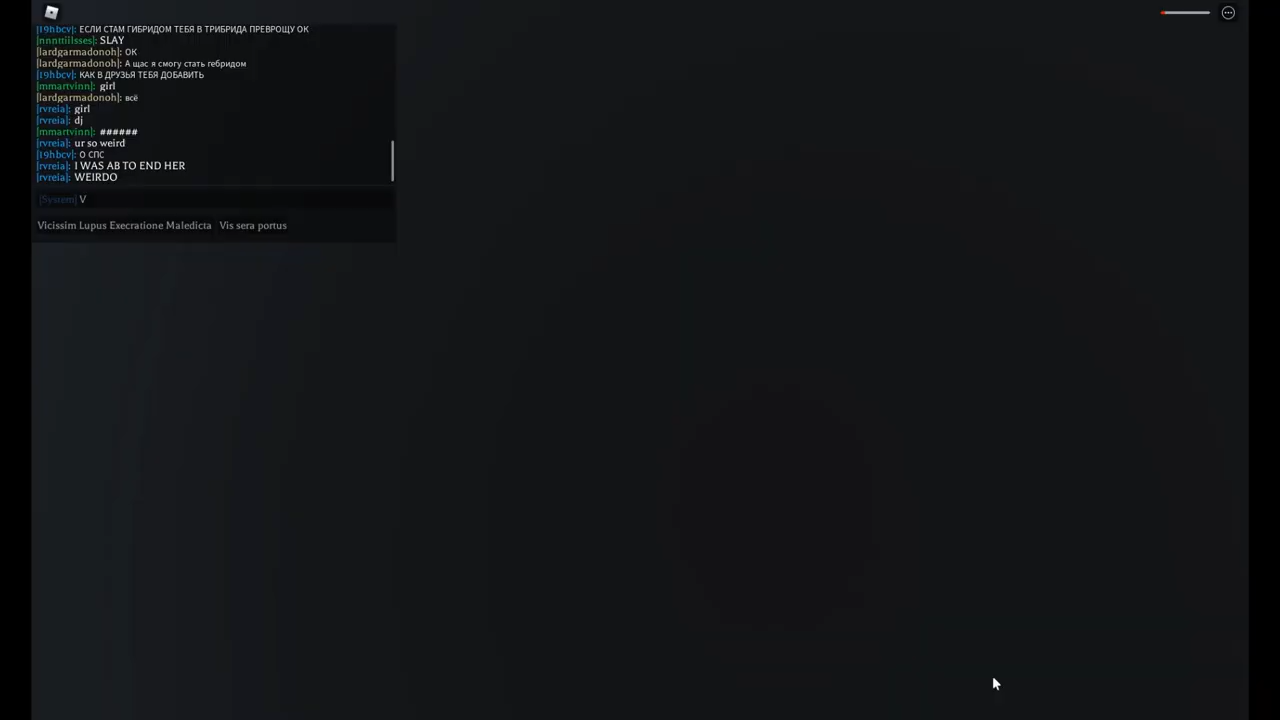 [19hbcv]: ЕСЛИ СТАМ ГИБРИДОМ ТЕБЯ В ТРИБРИДА ПРЕВРОЩУ ОК
[nnnttiilsses]: SLAY
[lardgarmadonoh]: ОК
[lardgarmadonoh]: А щас я смогу стать гебридом
[19hbcv]: КАК В ДРУЗЬЯ ТЕБЯ ДОБАВИТЬ
[mmartvinn]: girl
[lardgarmadonoh]: всё
[rvreia]: girl
[rvreia]: dj
[mmartvinn]: ######
[rvreia]: ur so weird
[19hbcv]: О СПС
[rvreia]: I WAS AB TO END HER
[rvreia]: WEIRDO
[System] V
Vicissim Lupus Execratione Maledicta Vis sera portus